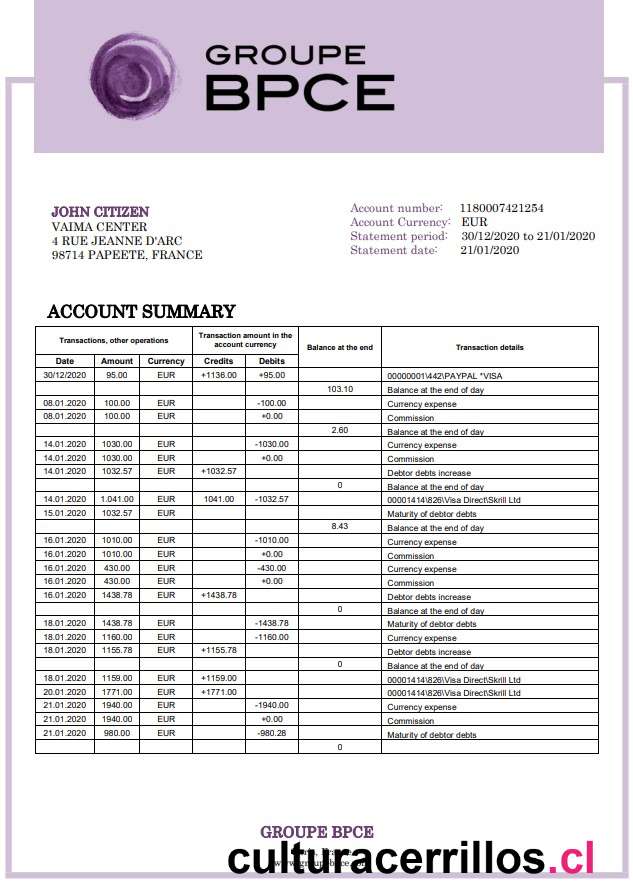 GROUPE
BPCE
JOHN CITIZEN
VAIMA CENTER
4 RUE JEANNE D'ARC
98714 PAPEETE, FRANCE
Account number: 1180007421254
Account Currency: EUR
Statement period: 30/12/2020 to 21/01/2020
Statement date: 21/01/2020
ACCOUNT SUMMARY
Transactions, other operations Transaction amount in the account currency Balance at the end Transaction details
Date Amount Currency Credits Debits
30/12/2020 95.00 EUR +1136.00 +95.00 00000001\442\PAYPAL *VISA
103.10 Balance at the end of day
08.01.2020 100.00 EUR -100.00 Currency expense
08.01.2020 100.00 EUR +0.00 Commission
2.60 Balance at the end of day
14.01.2020 1030.00 EUR -1030.00 Currency expense
14.01.2020 1030.00 EUR +0.00 Commission
14.01.2020 1032.57 EUR +1032.57 Debtor debts increase
0 Balance at the end of day
14.01.2020 1.041.00 EUR 1041.00 -1032.57 00001414\826\Visa Direct\Skrill Ltd
15.01.2020 1032.57 EUR Maturity of debtor debts
8.43 Balance at the end of day
16.01.2020 1010.00 EUR -1010.00 Currency expense
16.01.2020 1010.00 EUR +0.00 Commission
16.01.2020 430.00 EUR -430.00 Currency expense
16.01.2020 430.00 EUR +0.00 Commission
16.01.2020 1438.78 EUR +1438.78 Debtor debts increase
0 Balance at the end of day
18.01.2020 1438.78 EUR -1438.78 Maturity of debtor debts
18.01.2020 1160.00 EUR -1160.00 Currency expense
18.01.2020 1155.78 EUR +1155.78 Debtor debts increase
0 Balance at the end of day
18.01.2020 1159.00 EUR +1159.00 00001414\826\Visa Direct\Skrill Ltd
20.01.2020 1771.00 EUR +1771.00 00001414\826\Visa Direct\Skrill Ltd
21.01.2020 1940.00 EUR -1940.00 Currency expense
21.01.2020 1940.00 EUR +0.00 Commission
21.01.2020 980.00 EUR -980.28 Maturity of debtor debts
0
GROUPE BPCE
culturacerrillos.cl